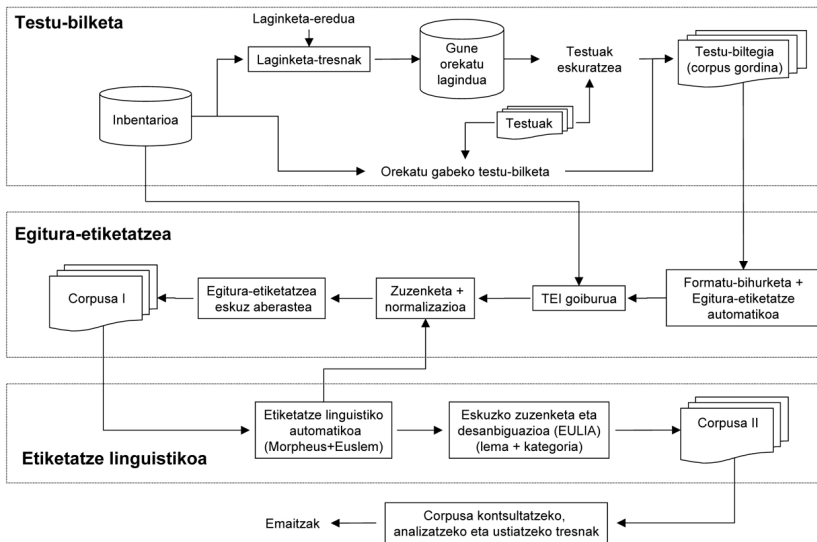 Testu-bilketa
Laginketa-eredua
Laginketa-tresnak
Gune
orekatu
lagindua
Testuak
eskuratzea
Testu-biltegia
(corpus gordina)
Inbentarioa
Testuak
Orekatu gabeko testu-bilketa
Egitura-etiketatzea
Corpusa I
Egitura-etiketatzea
eskuz aberastea
Zuzenketa +
normalizazioa
TEI goiburua
Formatu-bihurketa +
Egitura-etiketatze
automatikoa
Etiketatze linguistiko
automatikoa
(Morpheus+Euslem)
Eskuzko zuzenketa eta
desanbiguazioa (EULIA)
(lema + kategoria)
Corpusa II
Etiketatze linguistikoa
Emaitzak
Corpusa kontsultatzeko,
analizatzeko eta ustiatzeko tresnak